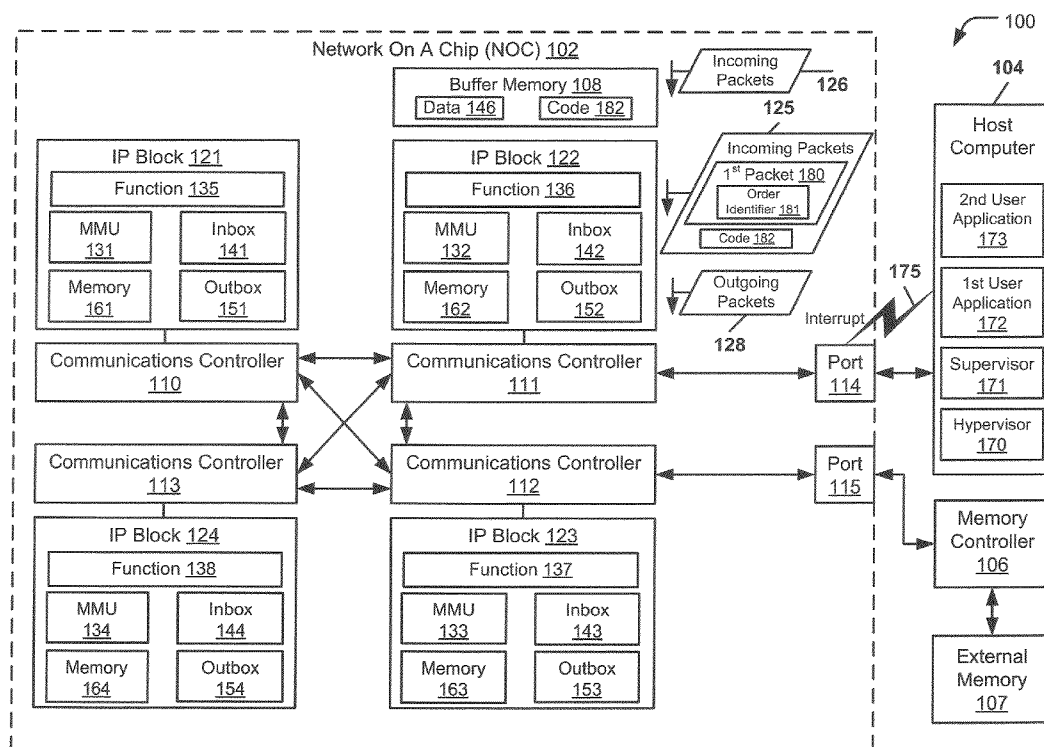 100
Network On A Chip (NOC) 102
Buffer Memory 108
Data 146
Code 182
Incoming
Packets
126
104
Host
Computer
2nd User
Application
173
1st User
Application
172
Supervisor
171
Hypervisor
170
125
Incoming Packets
1st Packet 180
Order
Identifier 181
Code 182
Outgoing
Packets
128
175
Interrupt
IP Block 121
Function 135
MMU
131
Inbox
141
Memory
161
Outbox
151
IP Block 122
Function 136
MMU
132
Inbox
142
Memory
162
Outbox
152
Communications Controller
110
Communications Controller
111
Port
114
Communications Controller
113
Communications Controller
112
Port
115
IP Block 124
Function 138
MMU
134
Inbox
144
Memory
164
Outbox
154
IP Block 123
Function 137
MMU
133
Inbox
143
Memory
163
Outbox
153
Memory
Controller
106
External
Memory
107